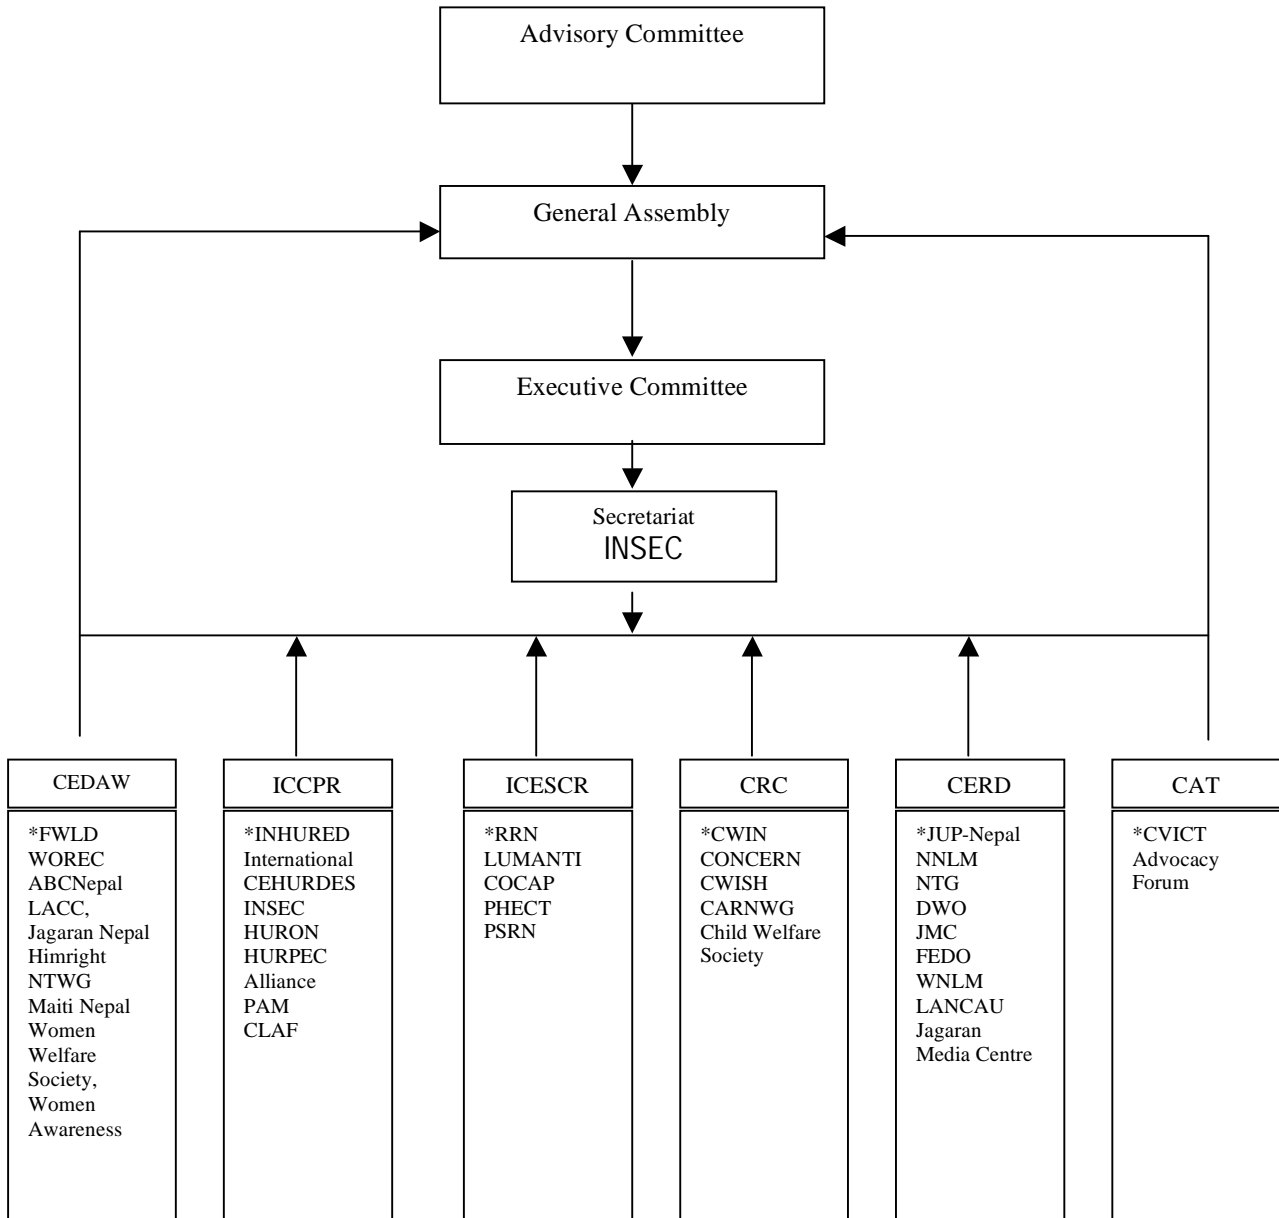 Advisory Committee
General Assembly
Executive Committee
Secretariat
INSEC
CEDAW
*FWLD
WOREC
ABCNepal
LACC,
Jagaran Nepal
Himright
NTWG
Maiti Nepal
Women
Welfare
Society,
Women
Awareness
ICCPR
*INHURED
International
CEHURDES
INSEC
HURON
HURPEC
Alliance
PAM
CLAF
ICESCR
*RRN
LUMANTI
COCAP
PHECT
PSRN
CRC
*CWIN
CONCERN
CWISH
CARNWG
Child Welfare
Society
CERD
*JUP-Nepal
NNLM
NTG
DWO
JMC
FEDO
WNLM
LANCAU
Jagaran
Media Centre
CAT
*CVICT
Advocacy
Forum